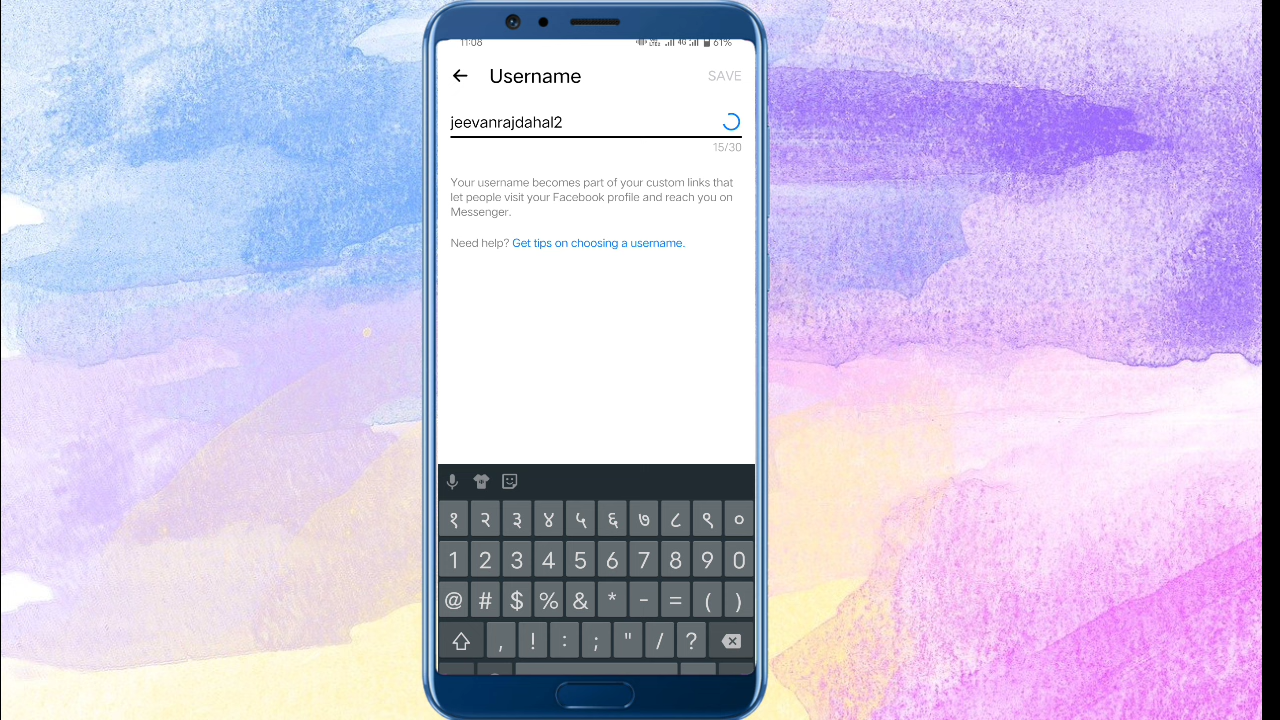 11:08 4G 61%
Username SAVE
jeevanrajdahal2
15/30
Your username becomes part of your custom links that
let people visit your Facebook profile and reach you on
Messenger.
Need help? Get tips on choosing a username.
१ २ ३ ४ ५ ६ ७ ८ ९ ०
1 2 3 4 5 6 7 8 9 0
@ # $ % & * - = ( )
, ! : ; " / ?